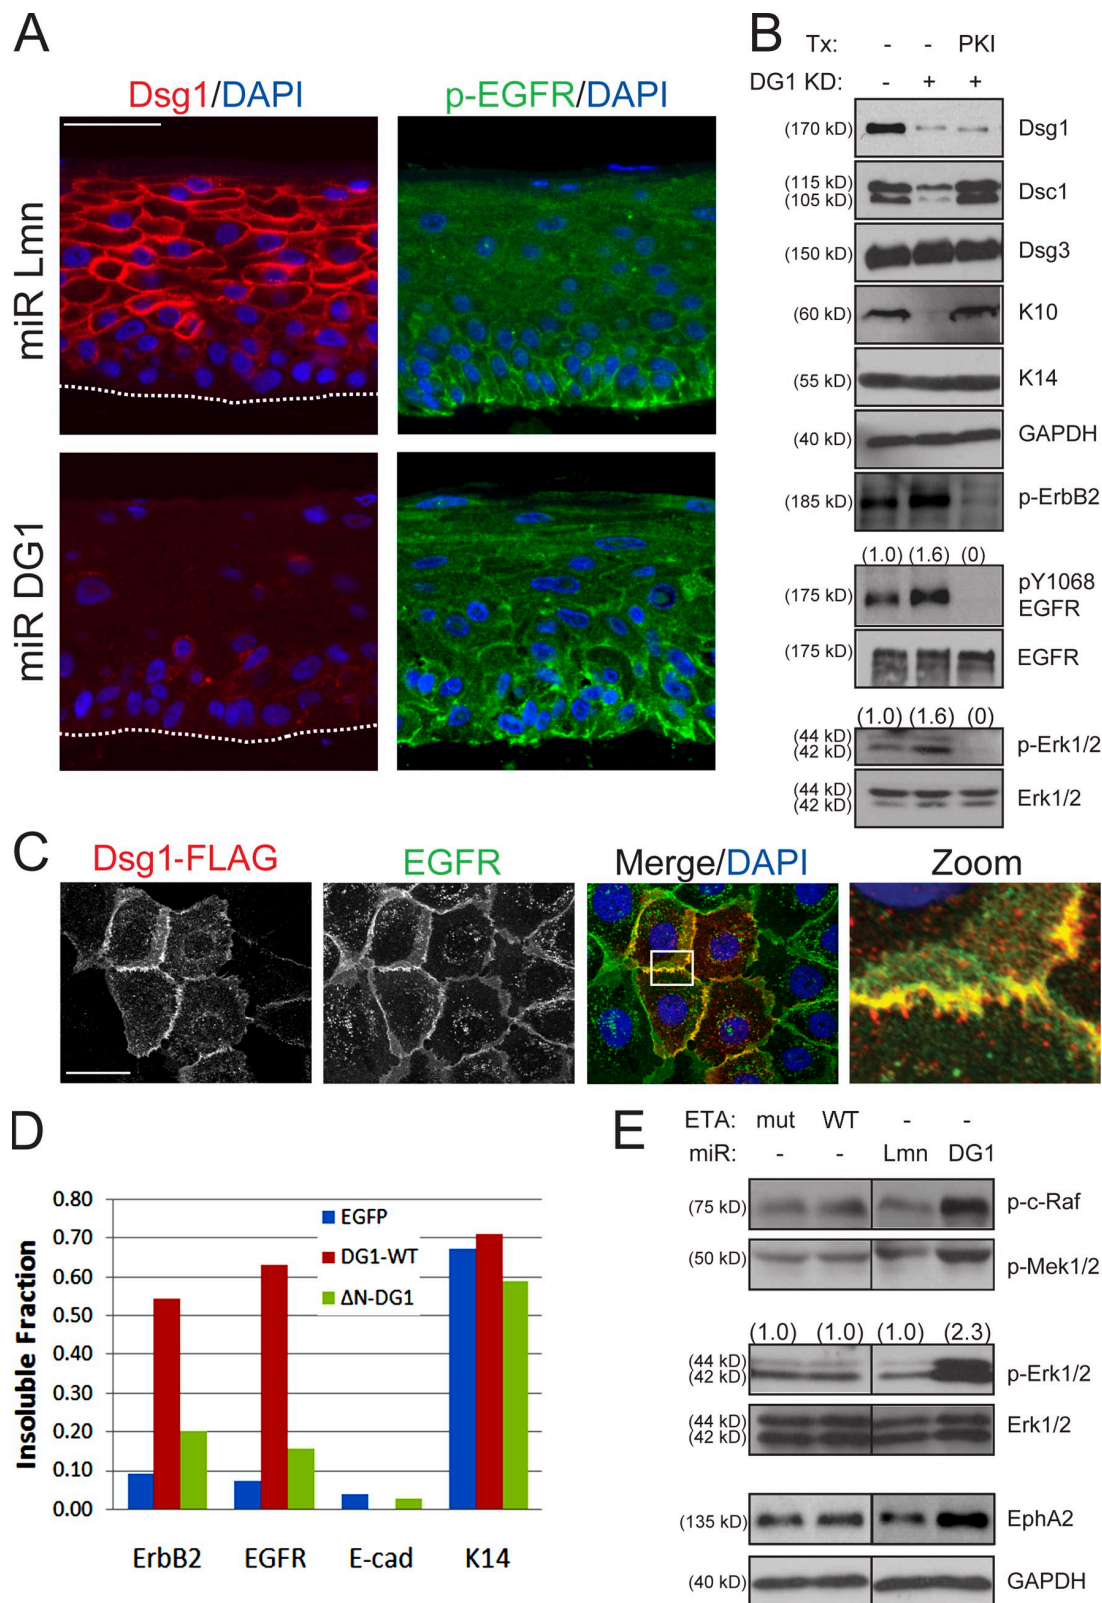 A
Dsg1/DAPI
p-EGFR/DAPI
miR Lmn
miR DG1
B
Tx: - - PKI
DG1 KD: - + +
(170 kD) Dsg1
(115 kD)
(105 kD) Dsc1
(150 kD) Dsg3
(60 kD) K10
(55 kD) K14
(40 kD) GAPDH
(185 kD) p-ErbB2
(1.0) (1.6) (0)
(175 kD) pY1068
EGFR
(175 kD) EGFR
(1.0) (1.6) (0)
(44 kD)
(42 kD) p-Erk1/2
(44 kD)
(42 kD) Erk1/2
C
Dsg1-FLAG
EGFR
Merge/DAPI
Zoom
D
Insoluble Fraction
0.80
0.70
0.60
0.50
0.40
0.30
0.20
0.10
0.00
EGFP
DG1-WT
ΔN-DG1
ErbB2 EGFR E-cad K14
E
ETA: mut WT - -
miR: - - Lmn DG1
(75 kD) p-c-Raf
(50 kD) p-Mek1/2
(1.0) (1.0) (1.0) (2.3)
(44 kD)
(42 kD) p-Erk1/2
(44 kD)
(42 kD) Erk1/2
(135 kD) EphA2
(40 kD) GAPDH